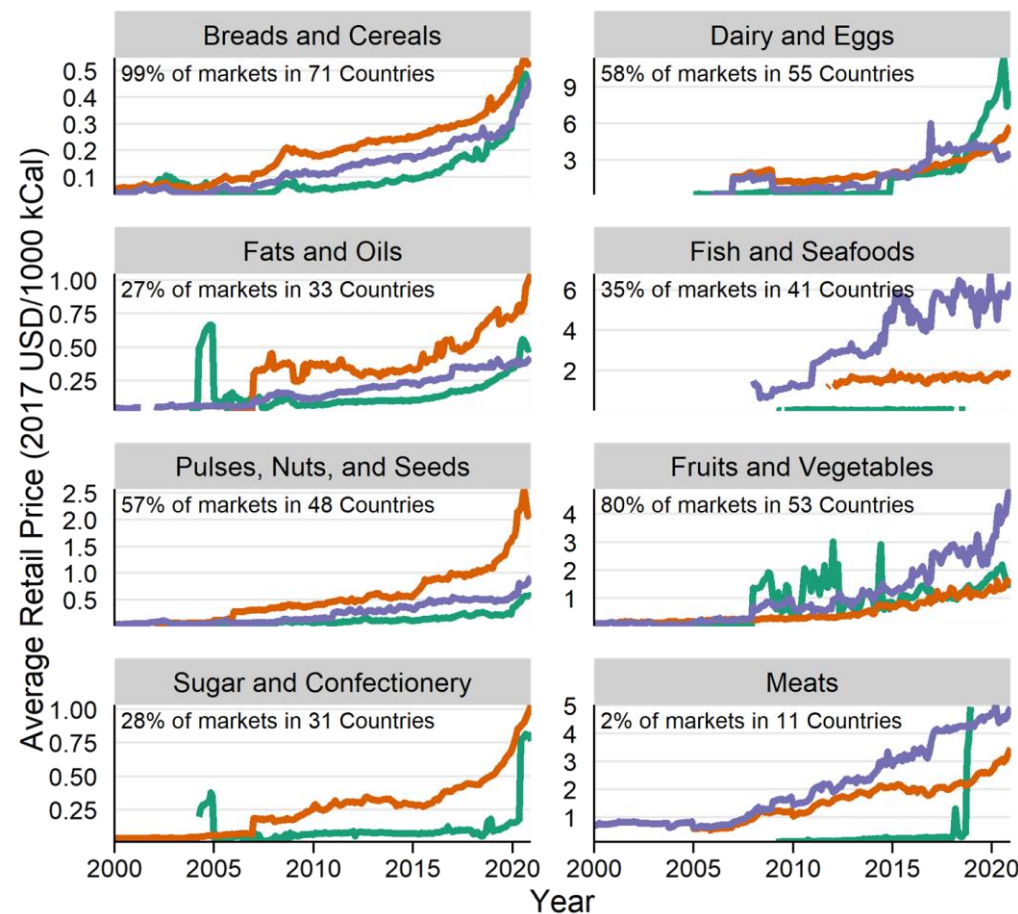 Average Retail Price (2017 USD/1000 kCal)
Breads and Cereals
99% of markets in 71 Countries
0.5
0.4
0.3
0.2
0.1
Dairy and Eggs
58% of markets in 55 Countries
9
6
3
Fats and Oils
27% of markets in 33 Countries
1.00
0.75
0.50
0.25
Fish and Seafoods
35% of markets in 41 Countries
6
4
2
Pulses, Nuts, and Seeds
57% of markets in 48 Countries
2.5
2.0
1.5
1.0
0.5
Fruits and Vegetables
80% of markets in 53 Countries
4
3
2
1
Sugar and Confectionery
28% of markets in 31 Countries
1.00
0.75
0.50
0.25
2000 2005 2010 2015 2020
Meats
2% of markets in 11 Countries
5
4
3
2
1
2000 2005 2010 2015 2020
Year